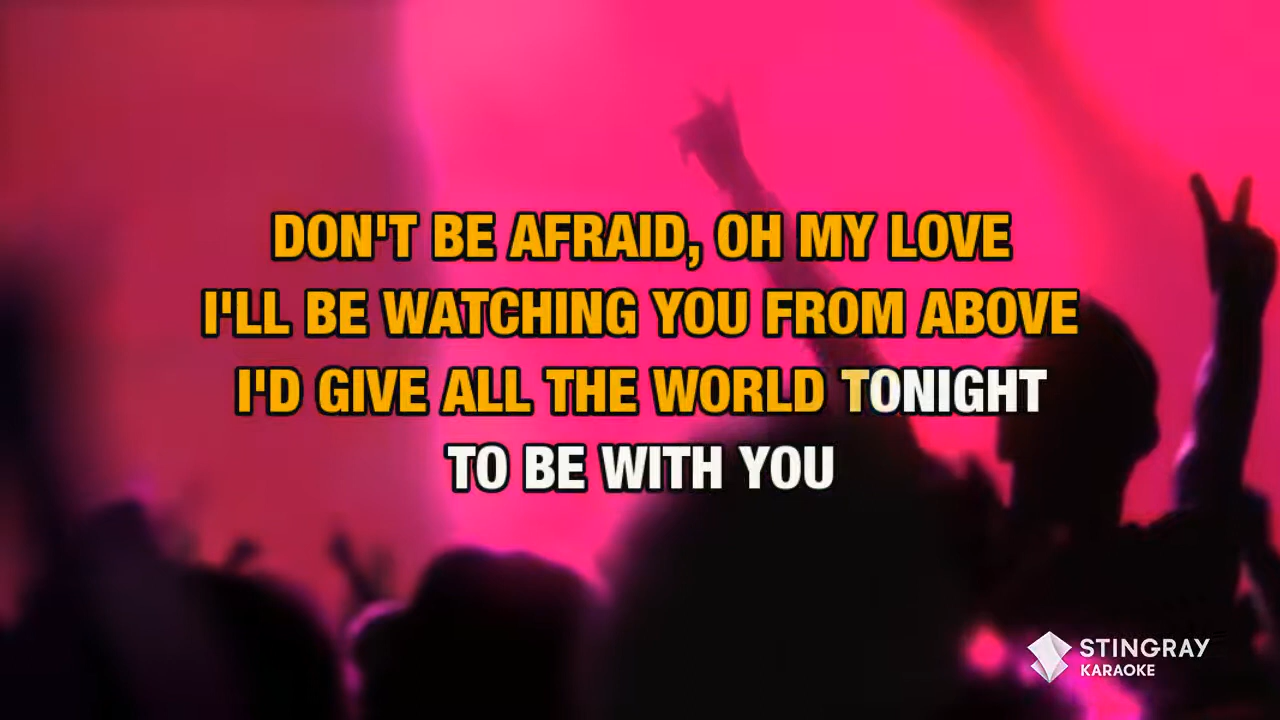 DON'T BE AFRAID, OH MY LOVE
I'LL BE WATCHING YOU FROM ABOVE
I'D GIVE ALL THE WORLD TONIGHT
TO BE WITH YOU
STINGRAY
KARAOKE